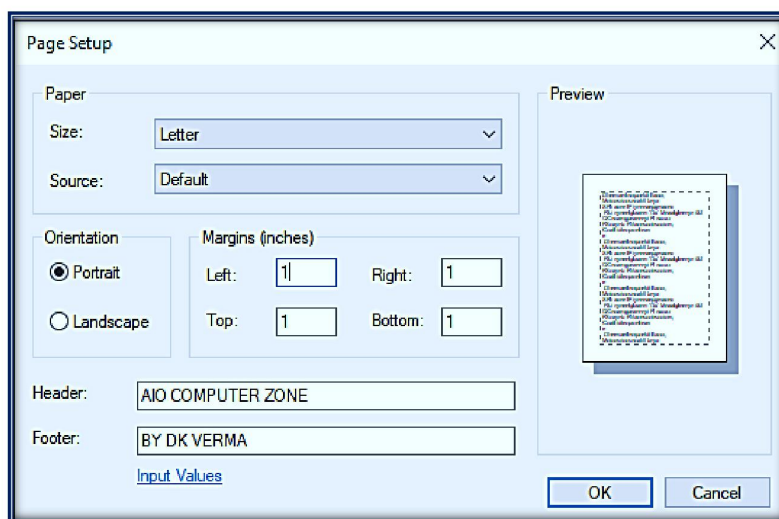 Page Setup
Paper
Size: Letter
Source: Default
Orientation
Portrait
Landscape
Margins (inches)
Left: 1 Right: 1
Top: 1 Bottom: 1
Header: AIO COMPUTER ZONE
Footer: BY DK VERMA
Input Values
Preview
OK Cancel